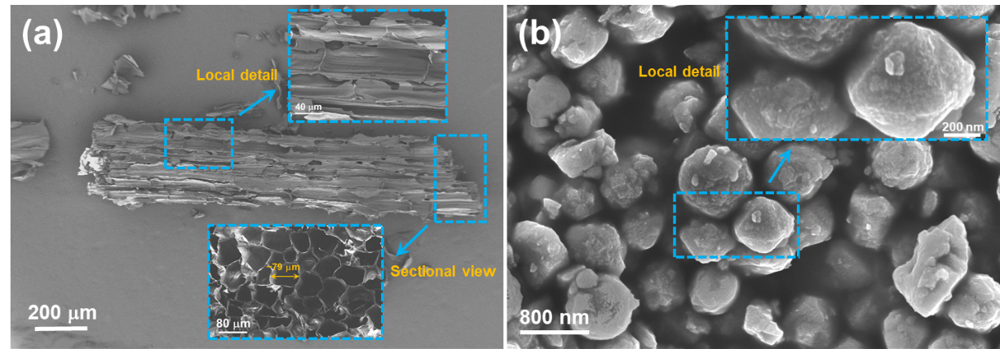 (a)
Local detail
40 μm
~79 μm
Sectional view
80 μm
200 μm
(b)
Local detail
200 nm
800 nm